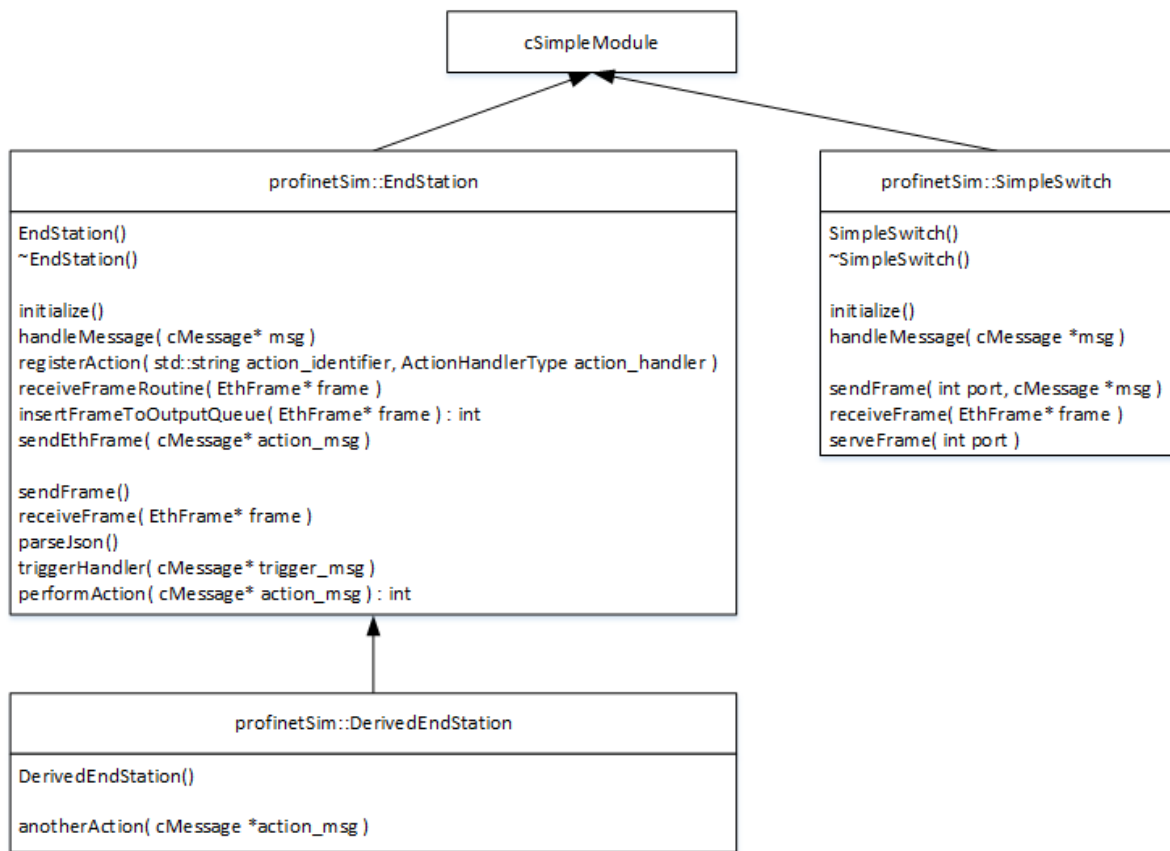 cSimpleModule
profinetSim::EndStation
EndStation()
~EndStation()
initialize()
handleMessage( cMessage* msg )
registerAction( std::string action_identifier, ActionHandlerType action_handler )
receiveFrameRoutine( EthFrame* frame )
insertFrameToOutputQueue( EthFrame* frame ) : int
sendEthFrame( cMessage* action_msg )
sendFrame()
receiveFrame( EthFrame* frame )
parseJson()
triggerHandler( cMessage* trigger_msg )
performAction( cMessage* action_msg ) : int
profinetSim::SimpleSwitch
SimpleSwitch()
~SimpleSwitch()
initialize()
handleMessage( cMessage *msg )
sendFrame( int port, cMessage *msg )
receiveFrame( EthFrame* frame )
serveFrame( int port )
profinetSim::DerivedEndStation
DerivedEndStation()
anotherAction( cMessage *action_msg )